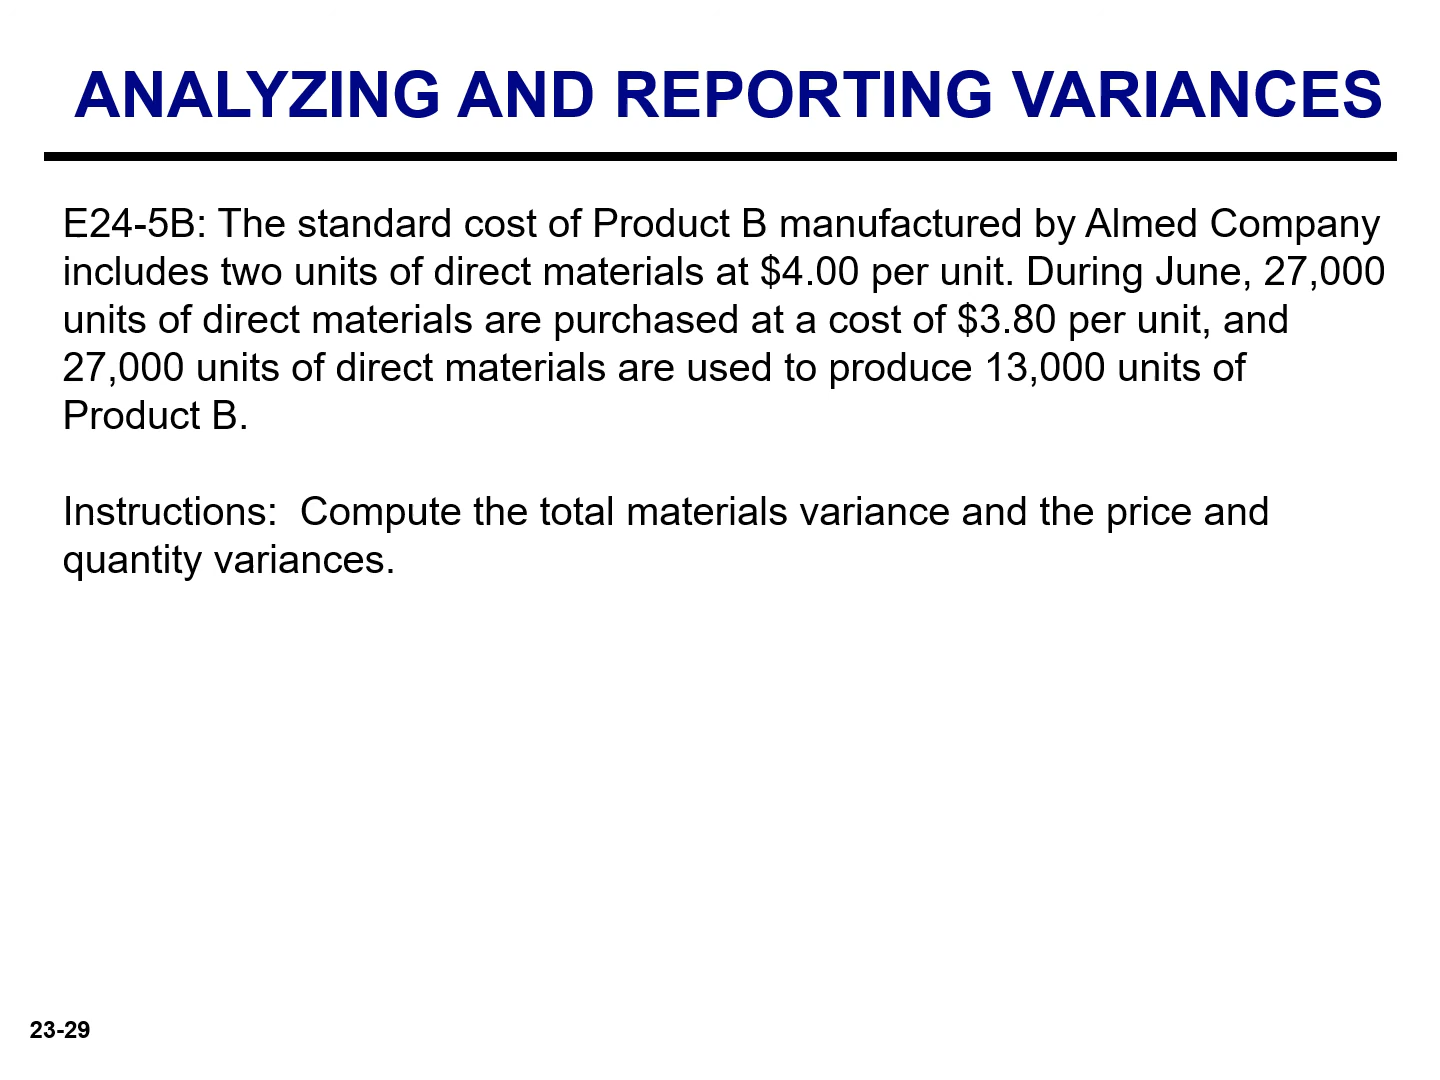 ANALYZING AND REPORTING VARIANCES
E24-5B: The standard cost of Product B manufactured by Almed Company
includes two units of direct materials at $4.00 per unit. During June, 27,000
units of direct materials are purchased at a cost of $3.80 per unit, and
27,000 units of direct materials are used to produce 13,000 units of
Product B.
Instructions:  Compute the total materials variance and the price and
quantity variances.
23-29